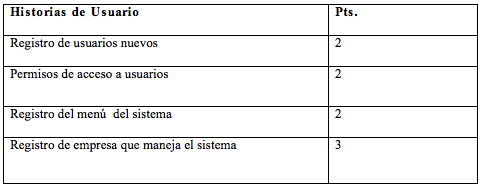 Historias de Usuario Pts.
Registro de usuarios nuevos 2
Permisos de acceso a usuarios 2
Registro del menú del sistema 2
Registro de empresa que maneja el sistema 3